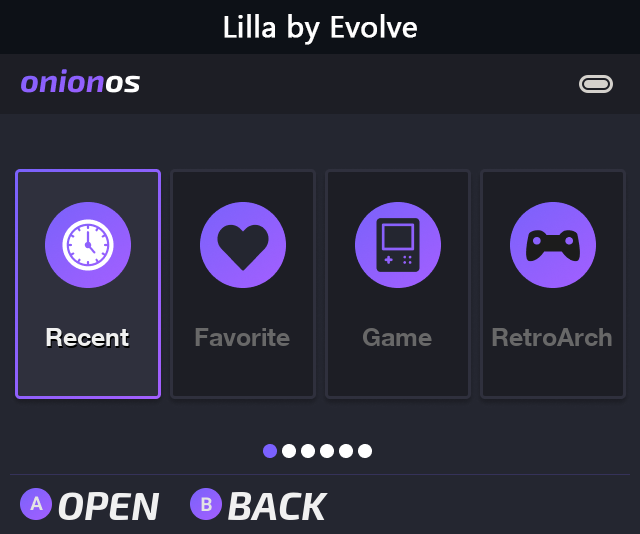 Lilla by Evolve
onionos
Recent Favorite Game RetroArch
A OPEN B BACK